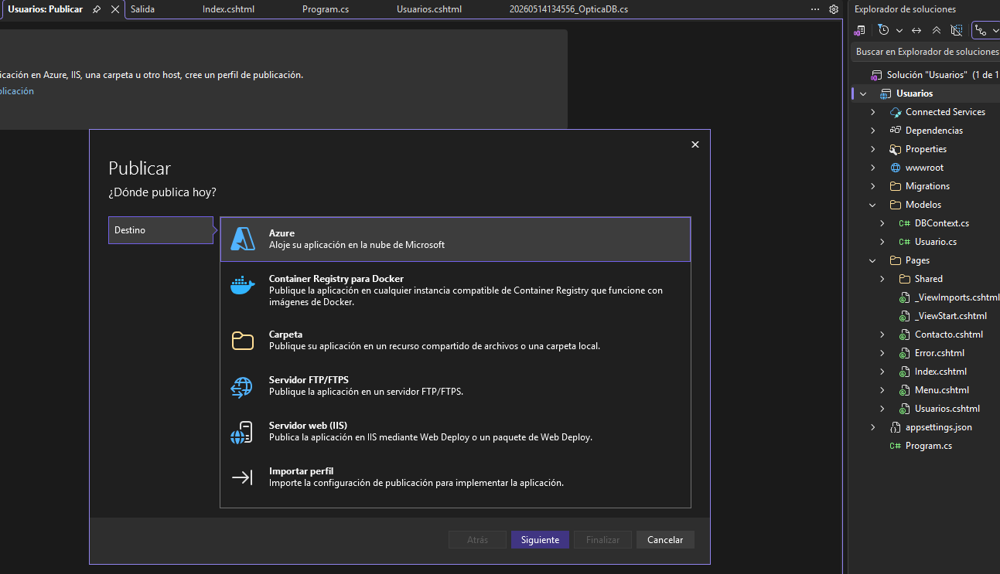 Usuarios: Publicar
Salida
Index.cshtml
Program.cs
Usuarios.cshtml
20260514134556_OpticaDB.cs
icación en Azure, IIS, una carpeta u otro host, cree un perfil de publicación.
blicación
Publicar
¿Dónde publica hoy?
Destino
Azure
Aloje su aplicación en la nube de Microsoft
Container Registry para Docker
Publique la aplicación en cualquier instancia compatible de Container Registry que funcione con
imágenes de Docker.
Carpeta
Publique su aplicación en un recurso compartido de archivos o una carpeta local.
Servidor FTP/FTPS
Publique la aplicación en un servidor FTP/FTPS.
Servidor web (IIS)
Publica la aplicación en IIS mediante Web Deploy o un paquete de Web Deploy.
Importar perfil
Importe la configuración de publicación para implementar la aplicación.
Atrás
Siguiente
Finalizar
Cancelar
Explorador de soluciones
Buscar en Explorador de soluciones
Solución "Usuarios" (1 de 1
Usuarios
Connected Services
Dependencias
Properties
wwwroot
Migrations
Modelos
C# DBContext.cs
C# Usuario.cs
Pages
Shared
_ViewImports.cshtml
_ViewStart.cshtml
Contacto.cshtml
Error.cshtml
Index.cshtml
Menu.cshtml
Usuarios.cshtml
appsettings.json
C# Program.cs